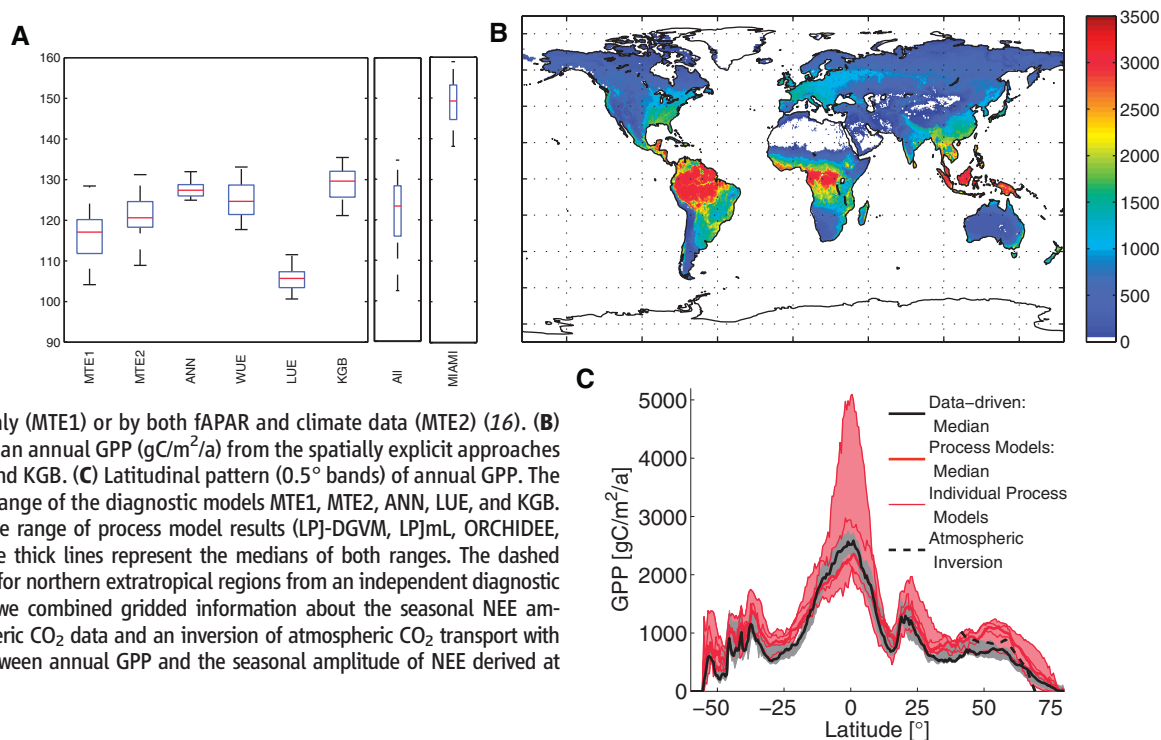 A
160
150
140
130
120
110
100
90
MTE1
MTE2
ANN
WUE
LUE
KGB
All
MIAMI
B
3500
3000
2500
2000
1500
1000
500
0
nly (MTE1) or by both fAPAR and climate data (MTE2) (16). (B)
an annual GPP (gC/m²/a) from the spatially explicit approaches
nd KGB. (C) Latitudinal pattern (0.5° bands) of annual GPP. The
ange of the diagnostic models MTE1, MTE2, ANN, LUE, and KGB.
e range of process model results (LPJ-DGVM, LPJmL, ORCHIDEE,
e thick lines represent the medians of both ranges. The dashed
for northern extratropical regions from an independent diagnostic
we combined gridded information about the seasonal NEE am-
eric CO₂ data and an inversion of atmospheric CO₂ transport with
tween annual GPP and the seasonal amplitude of NEE derived at
C
GPP [gC/m²/a]
5000
4000
3000
2000
1000
0
−50
−25
0
25
50
75
Latitude [°]
Data−driven:
Median
Process Models:
Median
Individual Process
Models
Atmospheric
Inversion